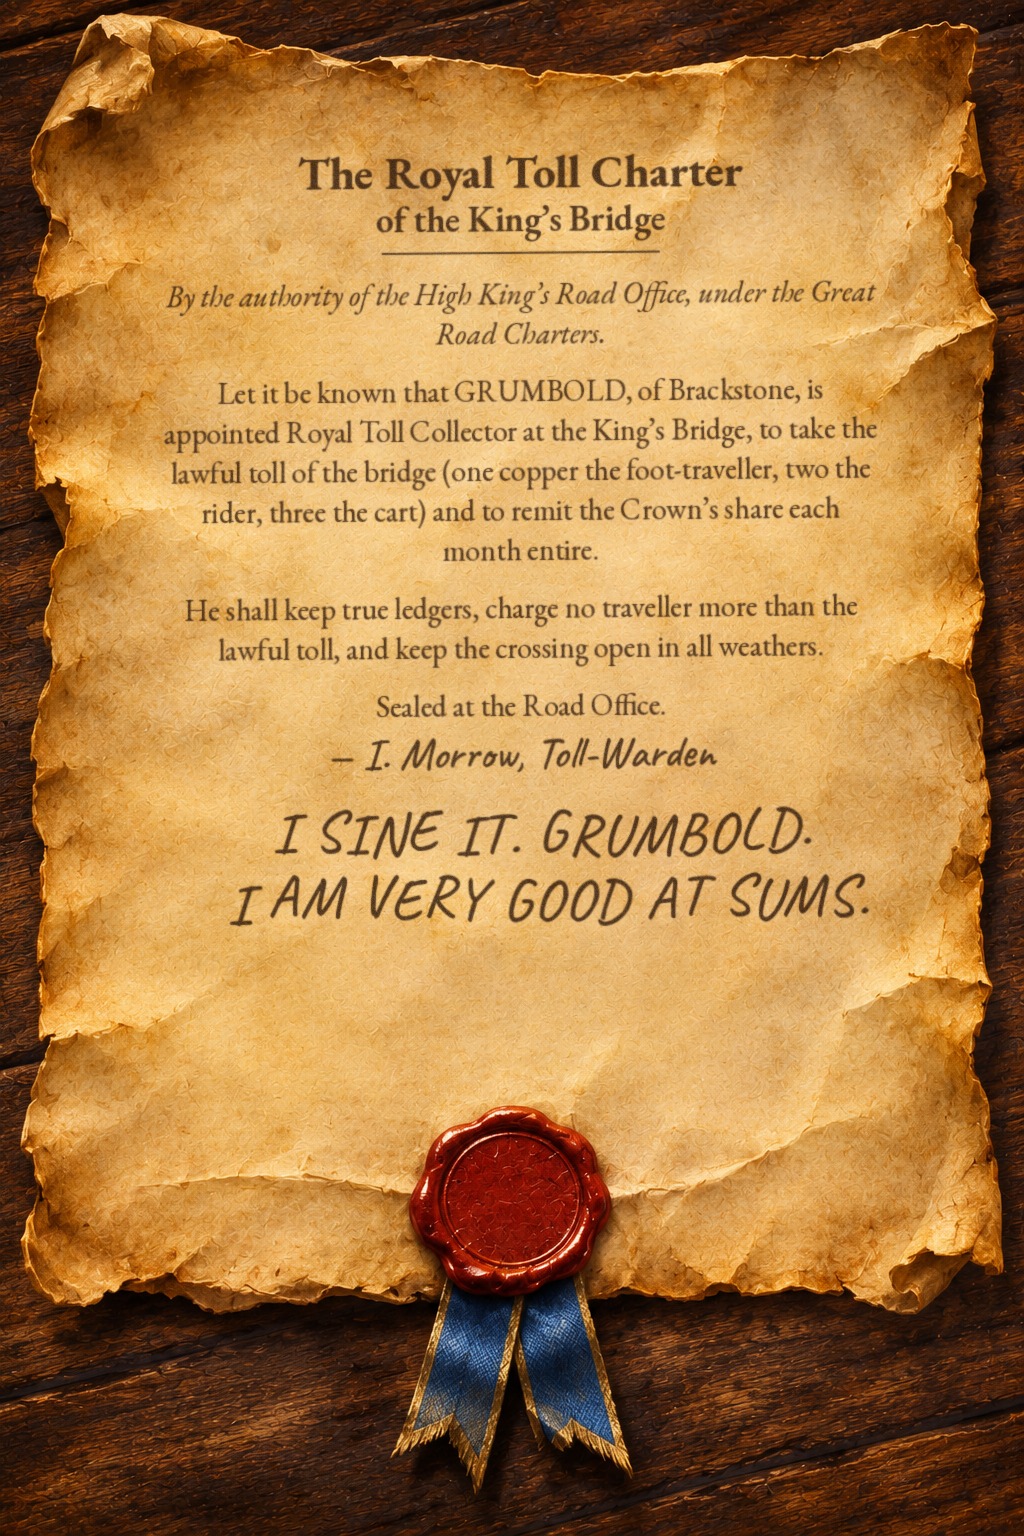 The Royal Toll Charter
of the King's Bridge
By the authority of the High King's Road Office, under the Great
Road Charters.
Let it be known that GRUMBOLD, of Brackstone, is
appointed Royal Toll Collector at the King's Bridge, to take the
lawful toll of the bridge (one copper the foot-traveller, two the
rider, three the cart) and to remit the Crown's share each
month entire.
He shall keep true ledgers, charge no traveller more than the
lawful toll, and keep the crossing open in all weathers.
Sealed at the Road Office.
– I. Morrow, Toll-Warden
I SINE IT. GRUMBOLD.
I AM VERY GOOD AT SUMS.